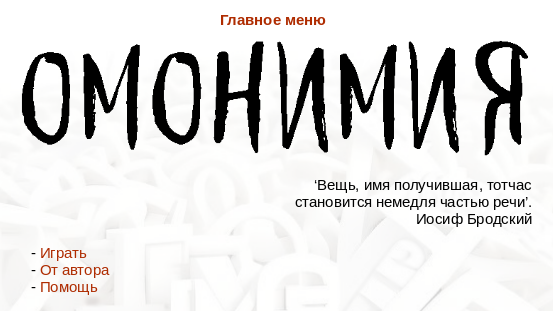 Главное меню
ОМОНИМИЯ
‘Вещь, имя получившая, тотчас
становится немедля частью речи’.
Иосиф Бродский
- Играть
- От автора
- Помощь